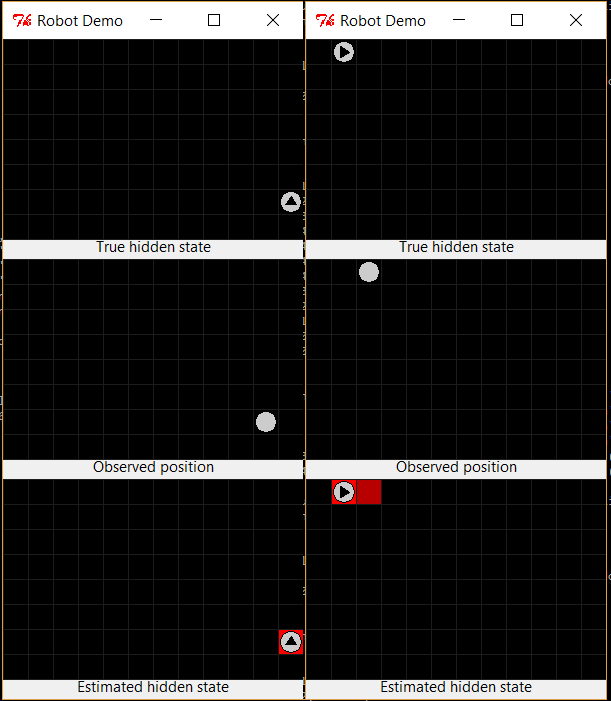 Robot Demo
True hidden state
Observed position
Estimated hidden state
Robot Demo
True hidden state
Observed position
Estimated hidden state